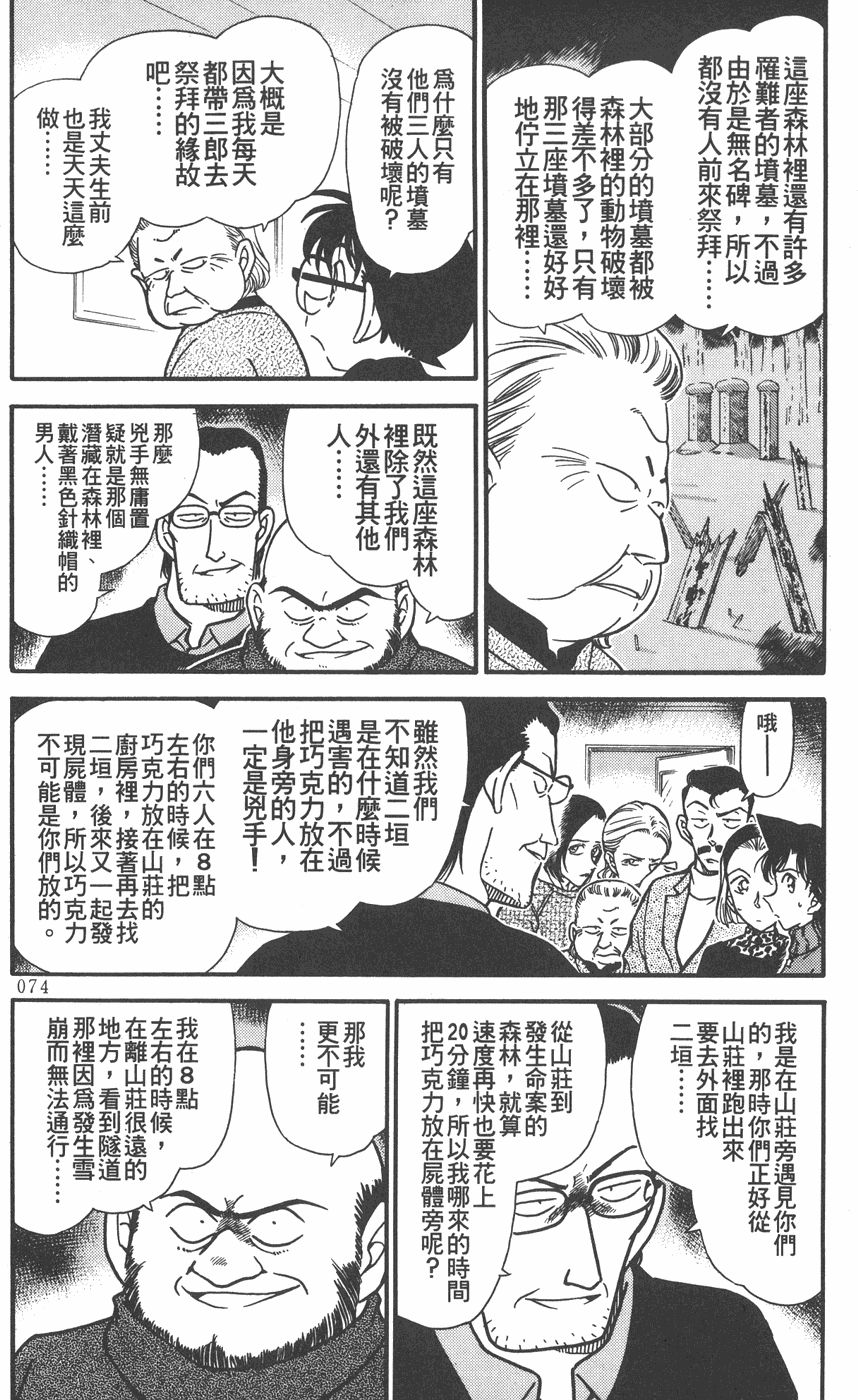 這座森林裡還有許多
罹難者的墳墓，不過
由於是無名碑，所以
都沒有人前來祭拜……
大部分的墳墓都被
森林裡的動物破壞
得差不多了，只有
那三座墳墓還好好
地佇立在那裡……
爲什麼只有
他們三人的墳墓
沒有被破壞呢？
大概是
因爲我每天
都帶三郎去
祭拜的緣故
吧……
我丈夫生前
也是天天這麼
做……
既然這座森林
裡除了我們
外還有其他
人……
那麼
兇手無庸置
疑就是那個
潛藏在森林裡、
戴著黑色針織帽的
男人……
哦—
雖然我們
不知道二垣
是在什麼時候
遇害的，不過
把巧克力放在
他身旁的人，
一定是兇手！
你們六人在8點
左右的時候，把
巧克力放在山莊的
廚房裡，接著再去找
二垣，後來又一起發
現屍體，所以巧克力
不可能是你們放的。
074
我是在山莊旁遇見你們
的，那時你們正好從
山莊裡跑出來
要去外面找
二垣……
從山莊到
發生命案的
森林，就算
速度再快也要花上
20分鐘，所以我哪來的時間
把巧克力放在屍體旁呢？
那我
更不可能
……
我在8點
左右的時候，
在離山莊很遠的
地方，看到隧道
那裡因爲發生雪
崩而無法通行……